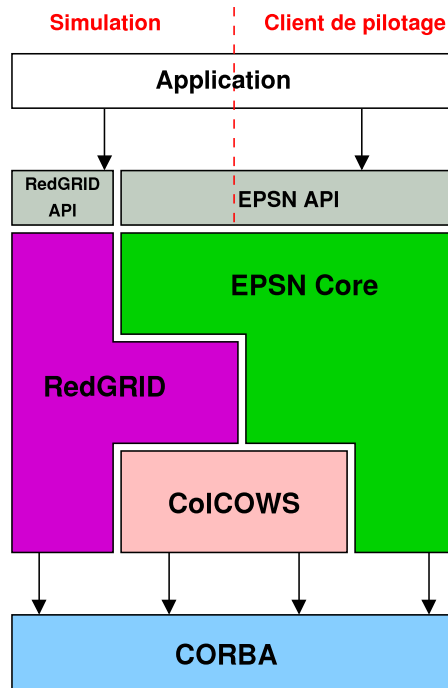 Simulation
Client de pilotage
Application
RedGRID
API
EPSN API
EPSN Core
RedGRID
ColCOWS
CORBA